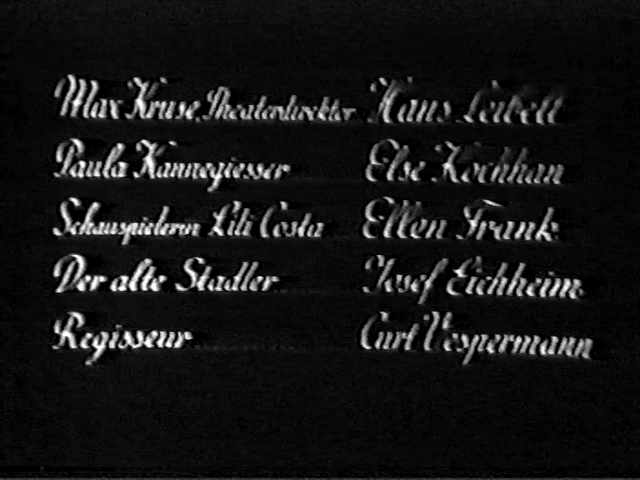 Max Kruse, Theaterdirektor Hans Leibelt
Paula Kannegiesser Else Kochhan
Schauspielerin Lili Costa Ellen Frank
Der alte Stadler Josef Eichheim
Regisseur Curt Vespermann